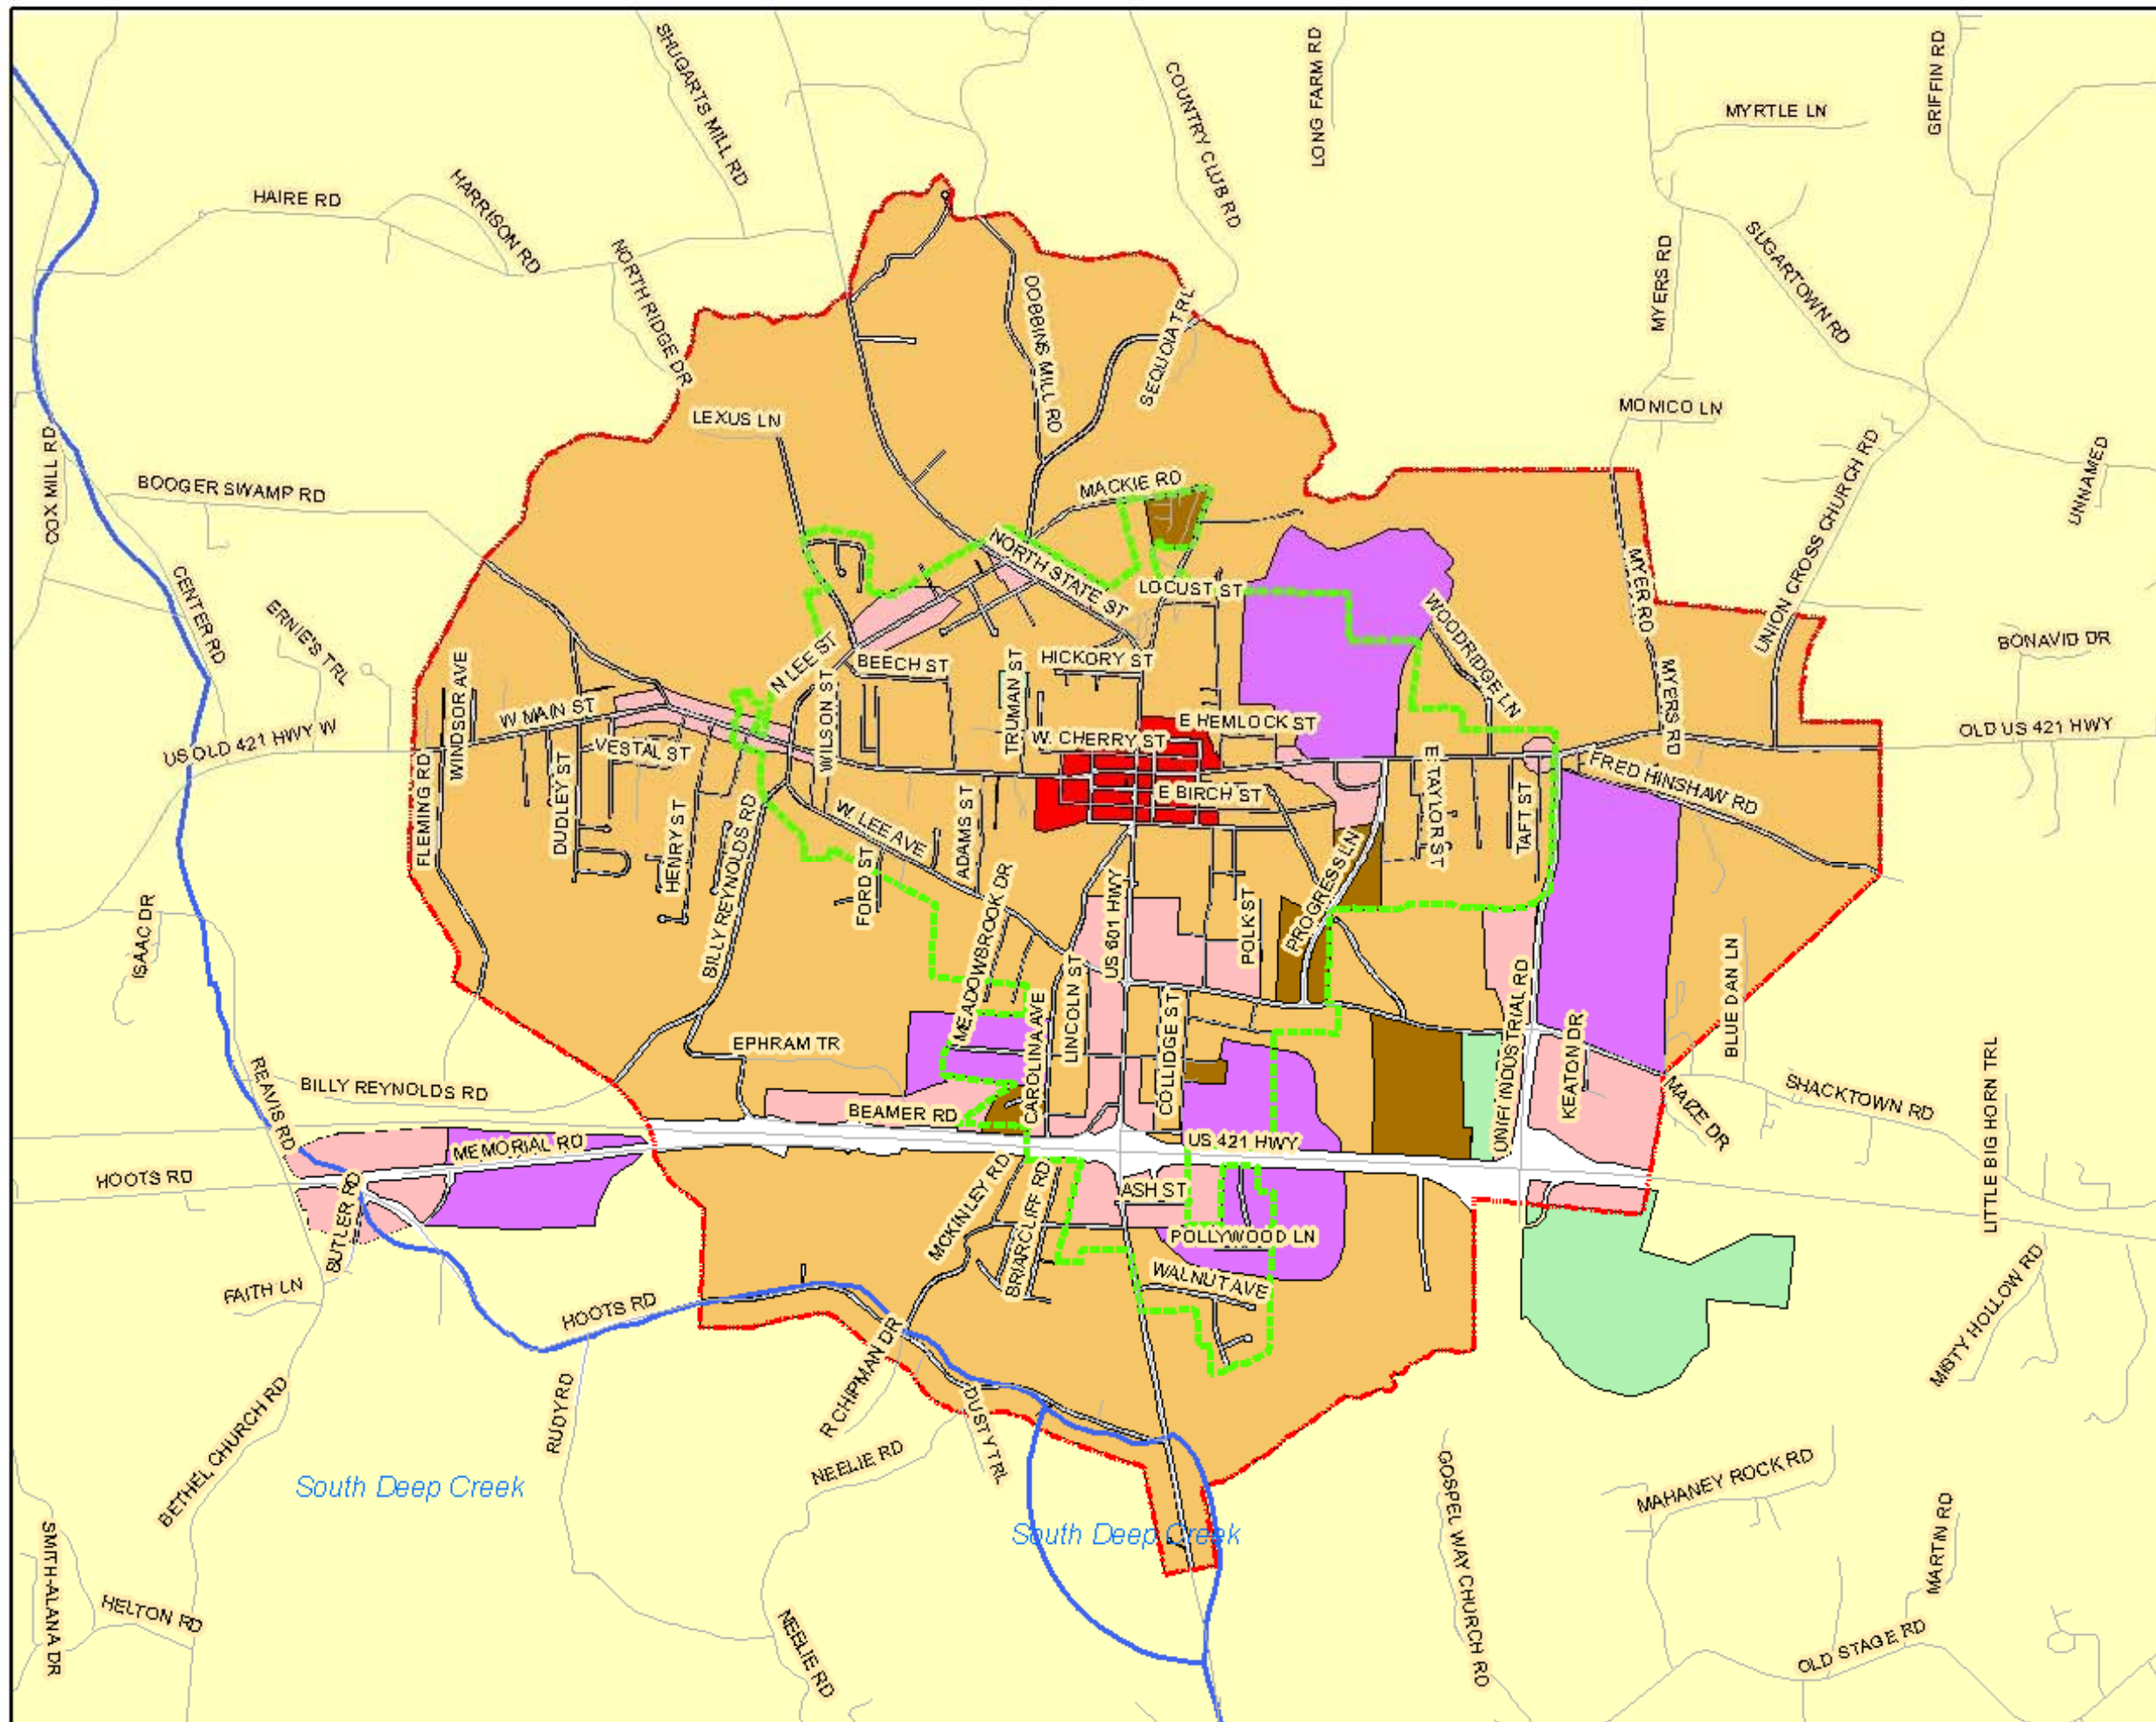 SHUGARTS MILL RD
COUNTRY CLUB RD
LONG FARM RD
MYRTLE LN
GRIFFIN RD
HAIRE RD
HARRISON RD
NORTH RIDGE DR
DOBBINS MILL RD
SEQUOIA TRL
MYERS RD
SUGARTOWN RD
LEXUS LN
MONICO LN
COX MILL RD
BOOGER SWAMP RD
MACKIE RD
UNION CROSS CHURCH RD
UNNAMED
NORTH STATE ST
LOCUST ST
CENTER RD
ERNIE'S TRL
WOODRIDGE LN
MYER RD
BONAVID DR
N LEE ST
BEECH ST
HICKORY ST
TRUMAN ST
WINDSOR AVE
W MAIN ST
WILSON ST
E HEMLOCK ST
W. CHERRY ST
MYERS RD
US OLD 421 HWY W
VESTAL ST
OLD US 421 HWY
FLEMING RD
DUDLEY ST
HENRY ST
BILLY REYNOLDS RD
W. LEE AVE
ADAMS ST
E BIRCH ST
E. TAYLOR ST
TAFT ST
FRED HINSHAW RD
FORD ST
MEADOWBROOK DR
US 601 HWY
POLK ST
PROGRESS LN
ISAAC DR
LINCOLN ST
CAROLINA AVE
COLLIDGE ST
UNIFI INDUSTRIAL RD
KEATON DR
BLUE DAN LN
EPHRAM TR
REAVIS RD
BILLY REYNOLDS RD
BEAMER RD
SHACKTOWN RD
MAIZE DR
LITTLE BIG HORN TRL
MEMORIAL RD
US 421 HWY
HOOTS RD
BUTLER RD
MCKINLEY RD
BRIARCLIFF RD
ASH ST
POLLYWOOD LN
WALNUT AVE
FAITH LN
HOOTS RD
MISTY HOLLOW RD
R CHIPMAN DR
RUDY RD
DUSTY TRL
BETHEL CHURCH RD
NEELIE RD
GOSPEL WAY CHURCH RD
MAHANEY ROCK RD
South Deep Creek
South Deep Creek
MARTIN RD
SMITH-ALANA DR
HELTON RD
NEELIE RD
OLD STAGE RD